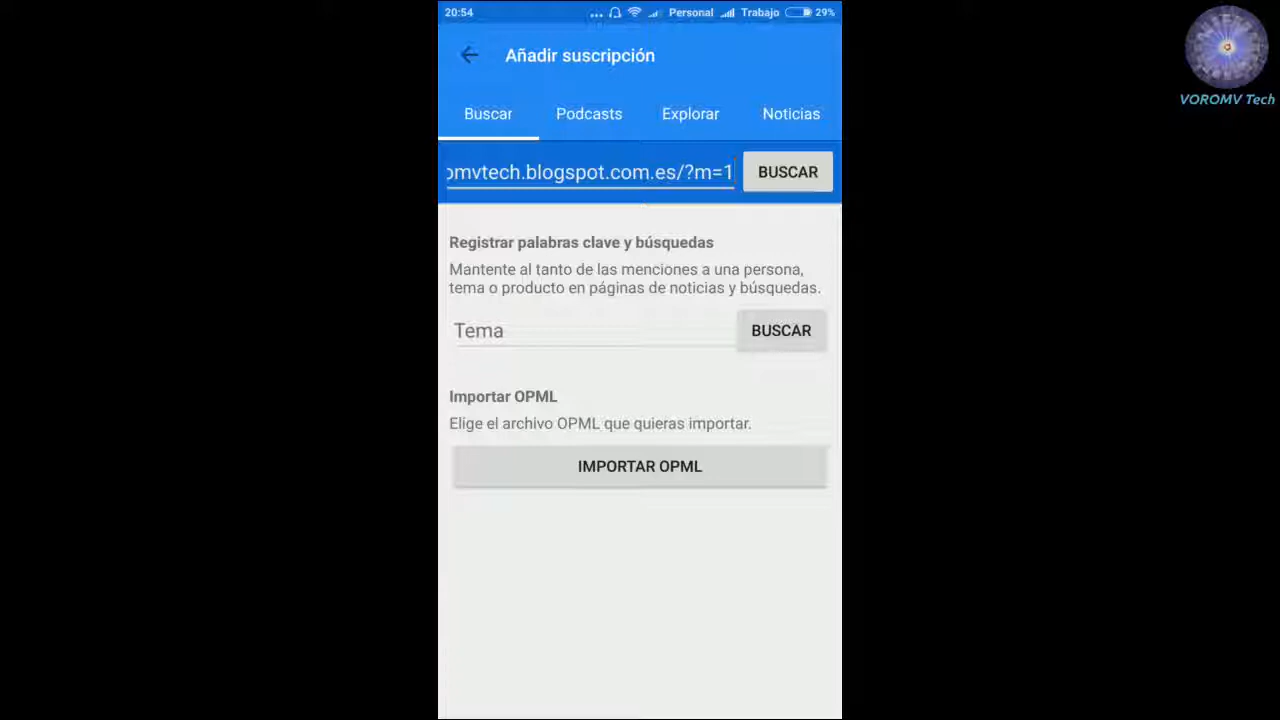 20:54 ... Personal Trabajo 29%
VOROMV Tech
Añadir suscripción
Buscar Podcasts Explorar Noticias
omvtech.blogspot.com.es/?m=1 BUSCAR
Registrar palabras clave y búsquedas
Mantente al tanto de las menciones a una persona,
tema o producto en páginas de noticias y búsquedas.
Tema BUSCAR
Importar OPML
Elige el archivo OPML que quieras importar.
IMPORTAR OPML